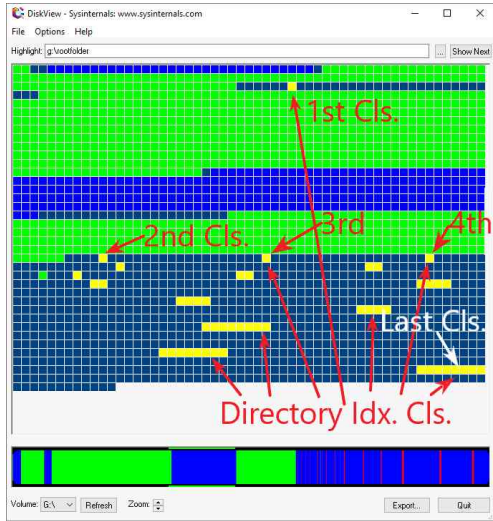 DiskView - Sysinternals: www.sysinternals.com
File Options Help
Highlight: g:\rootfolder ... Show Next
1st Cls.
2nd Cls. 3rd 4th
Last Cls.
Directory Idx. Cls.
Volume: G:\ Refresh Zoom: Export... Quit